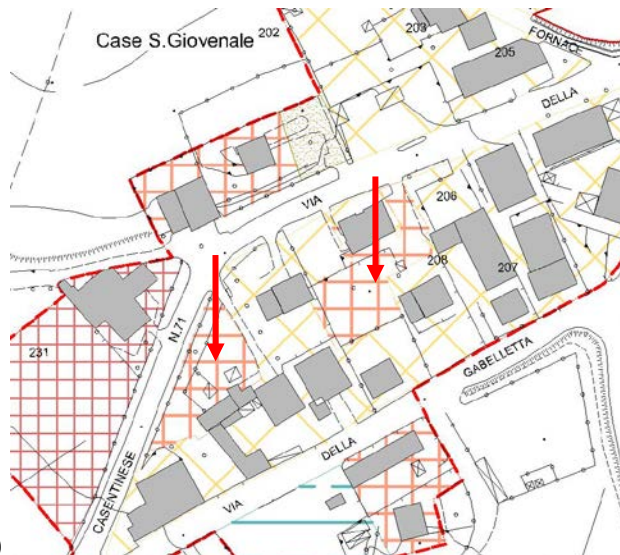 Case S.Giovenale
202
203
205
FORNACE
DELLA
VIA
206
208
207
N.71
231
GABELLETTA
DELLA
CASENTINESE
VIA